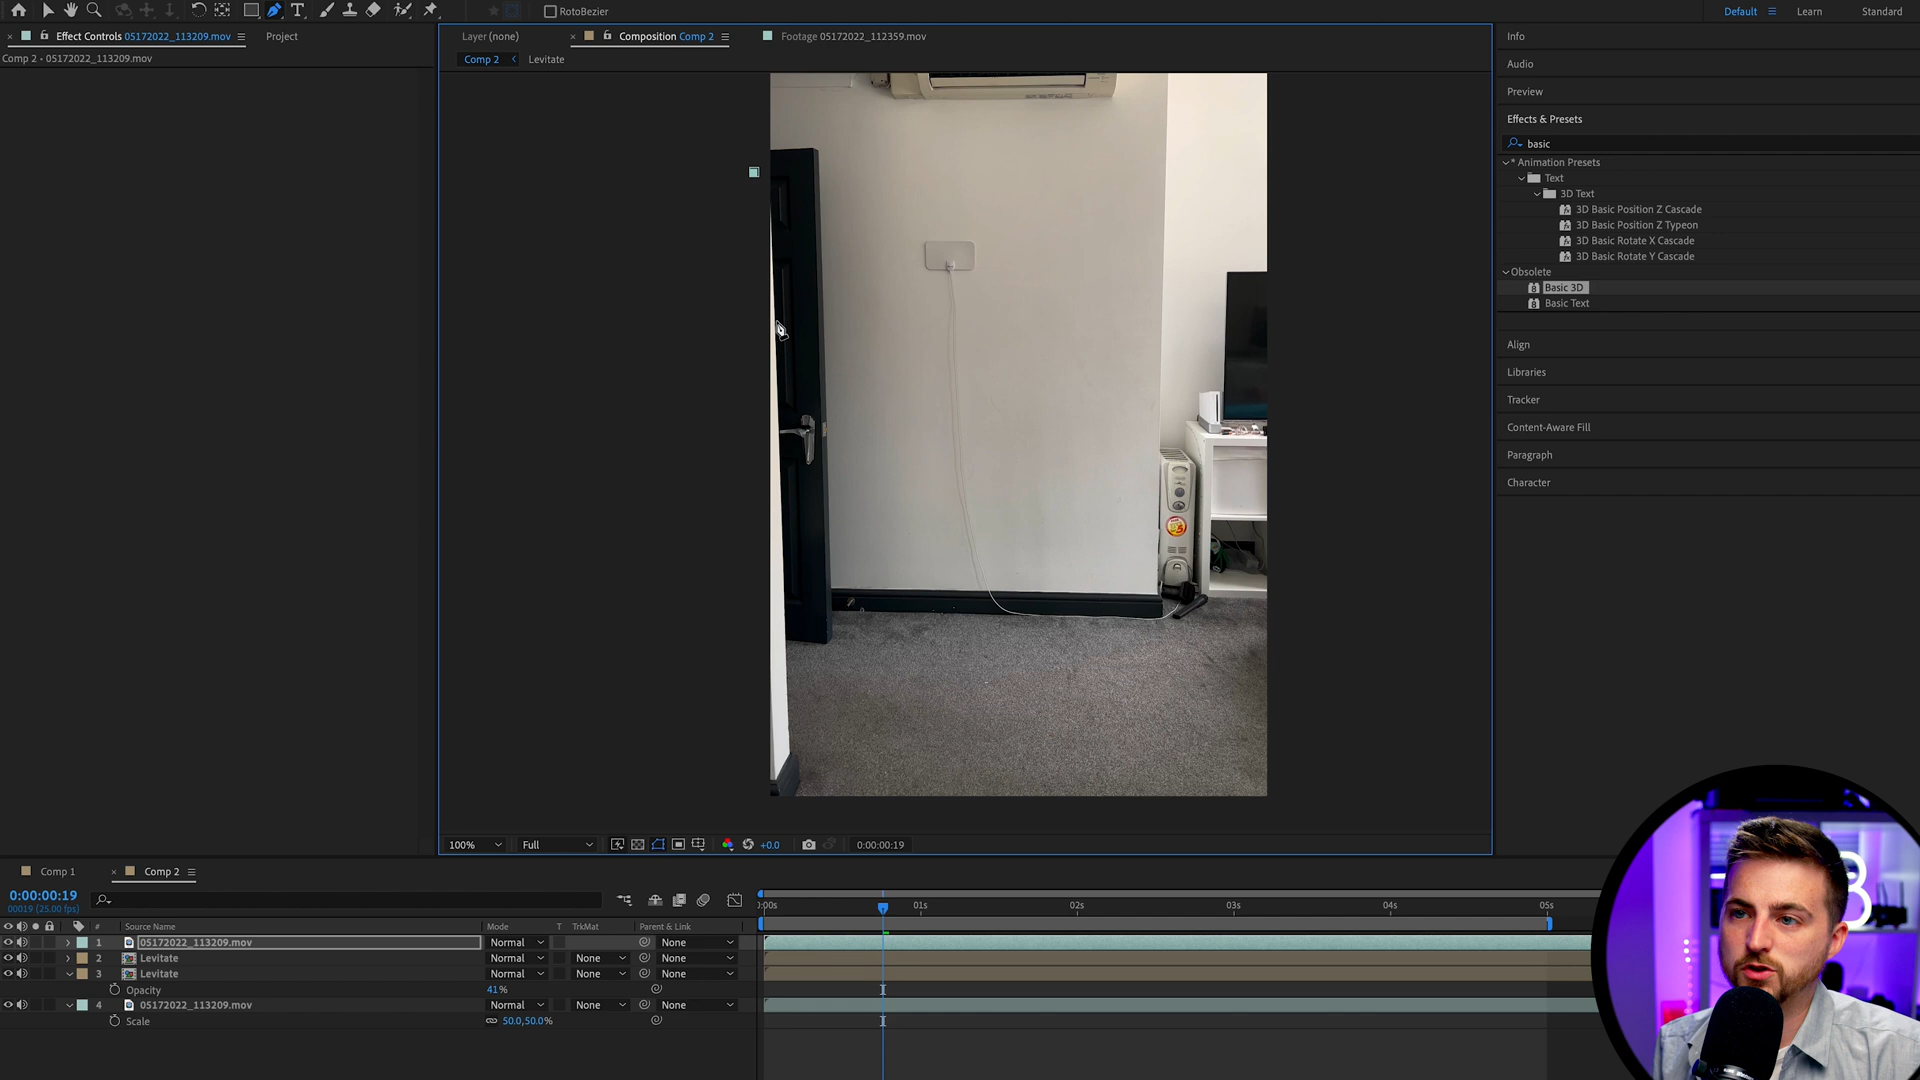 RotoBezier
Default
Learn
Standard
Effect Controls 05172022_113209.mov
Project
Layer (none)
Composition Comp 2
Footage 05172022_112359.mov
Info
Comp 2 • 05172022_113209.mov
Comp 2
Levitate
Audio
Preview
Effects & Presets
basic
* Animation Presets
Text
3D Text
3D Basic Position Z Cascade
3D Basic Position Z Typeon
3D Basic Rotate X Cascade
3D Basic Rotate Y Cascade
Obsolete
Basic 3D
Basic Text
Align
Libraries
Tracker
Content-Aware Fill
Paragraph
Character
100%
Full
+0.0
0:00:00:19
Comp 1
Comp 2
0:00:00:19
00019 (25.00 fps)
:00s
01s
02s
03s
04s
05s
#
Source Name
Mode
T
TrkMat
Parent & Link
1
05172022_113209.mov
Normal
None
2
Levitate
Normal
None
None
3
Levitate
Normal
None
None
Opacity
41%
4
05172022_113209.mov
Normal
None
None
Scale
50.0,50.0%